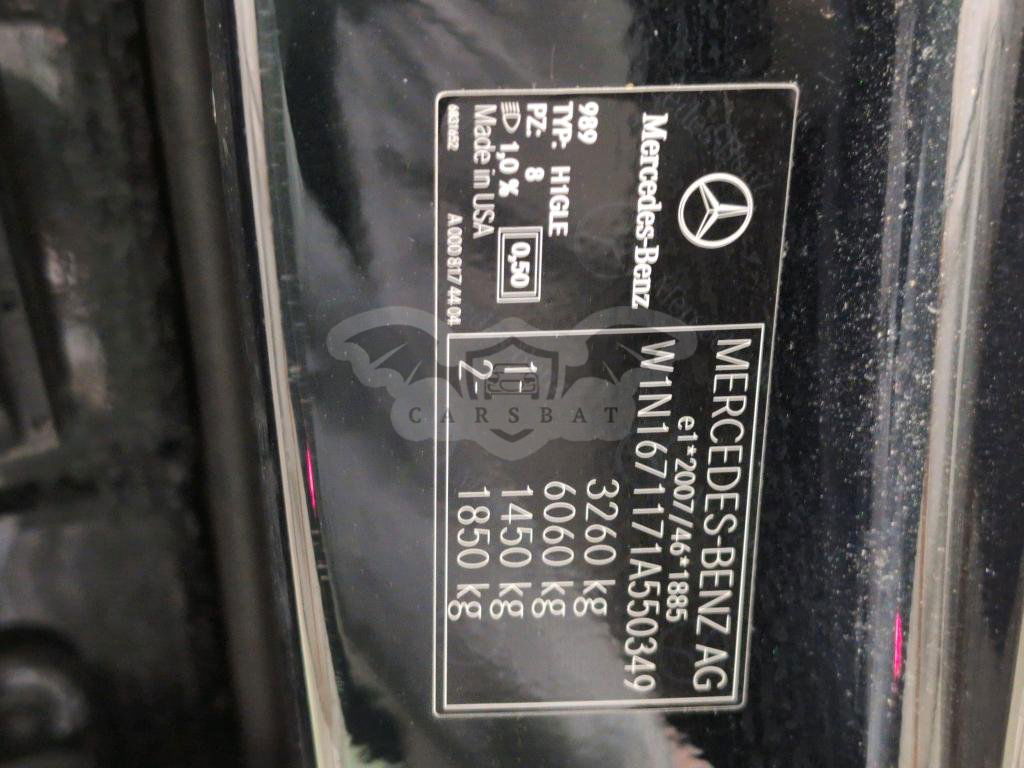 Mercedes-Benz
989
TYP: H1GLE
PZ: 8
1,0 %
0,50
Made in USA
A 000 817 44 04
MERCEDES-BENZ AG
e1*2007/46*1885
W1N1671171A550349
3260 kg
6060 kg
1 1450 kg
2 1850 kg
CARSBAT